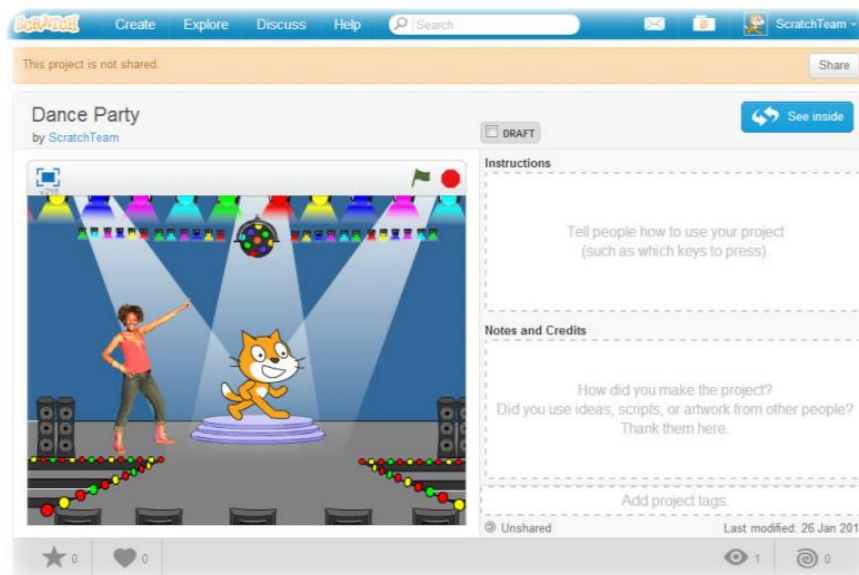 SCRATCH Create Explore Discuss Help Search ScratchTeam
This project is not shared. Share
Dance Party
by ScratchTeam
See inside
DRAFT
v216
Instructions
Tell people how to use your project
(such as which keys to press).
Notes and Credits
How did you make the project?
Did you use ideas, scripts, or artwork from other people?
Thank them here.
Add project tags.
Unshared Last modified: 26 Jan 201
0 0 1 0